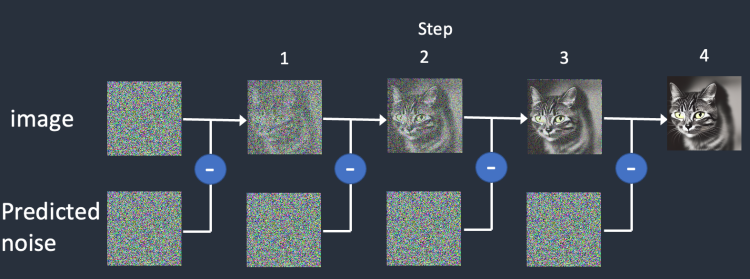 Step
1 2 3 4
image
- - - -
Predicted
noise